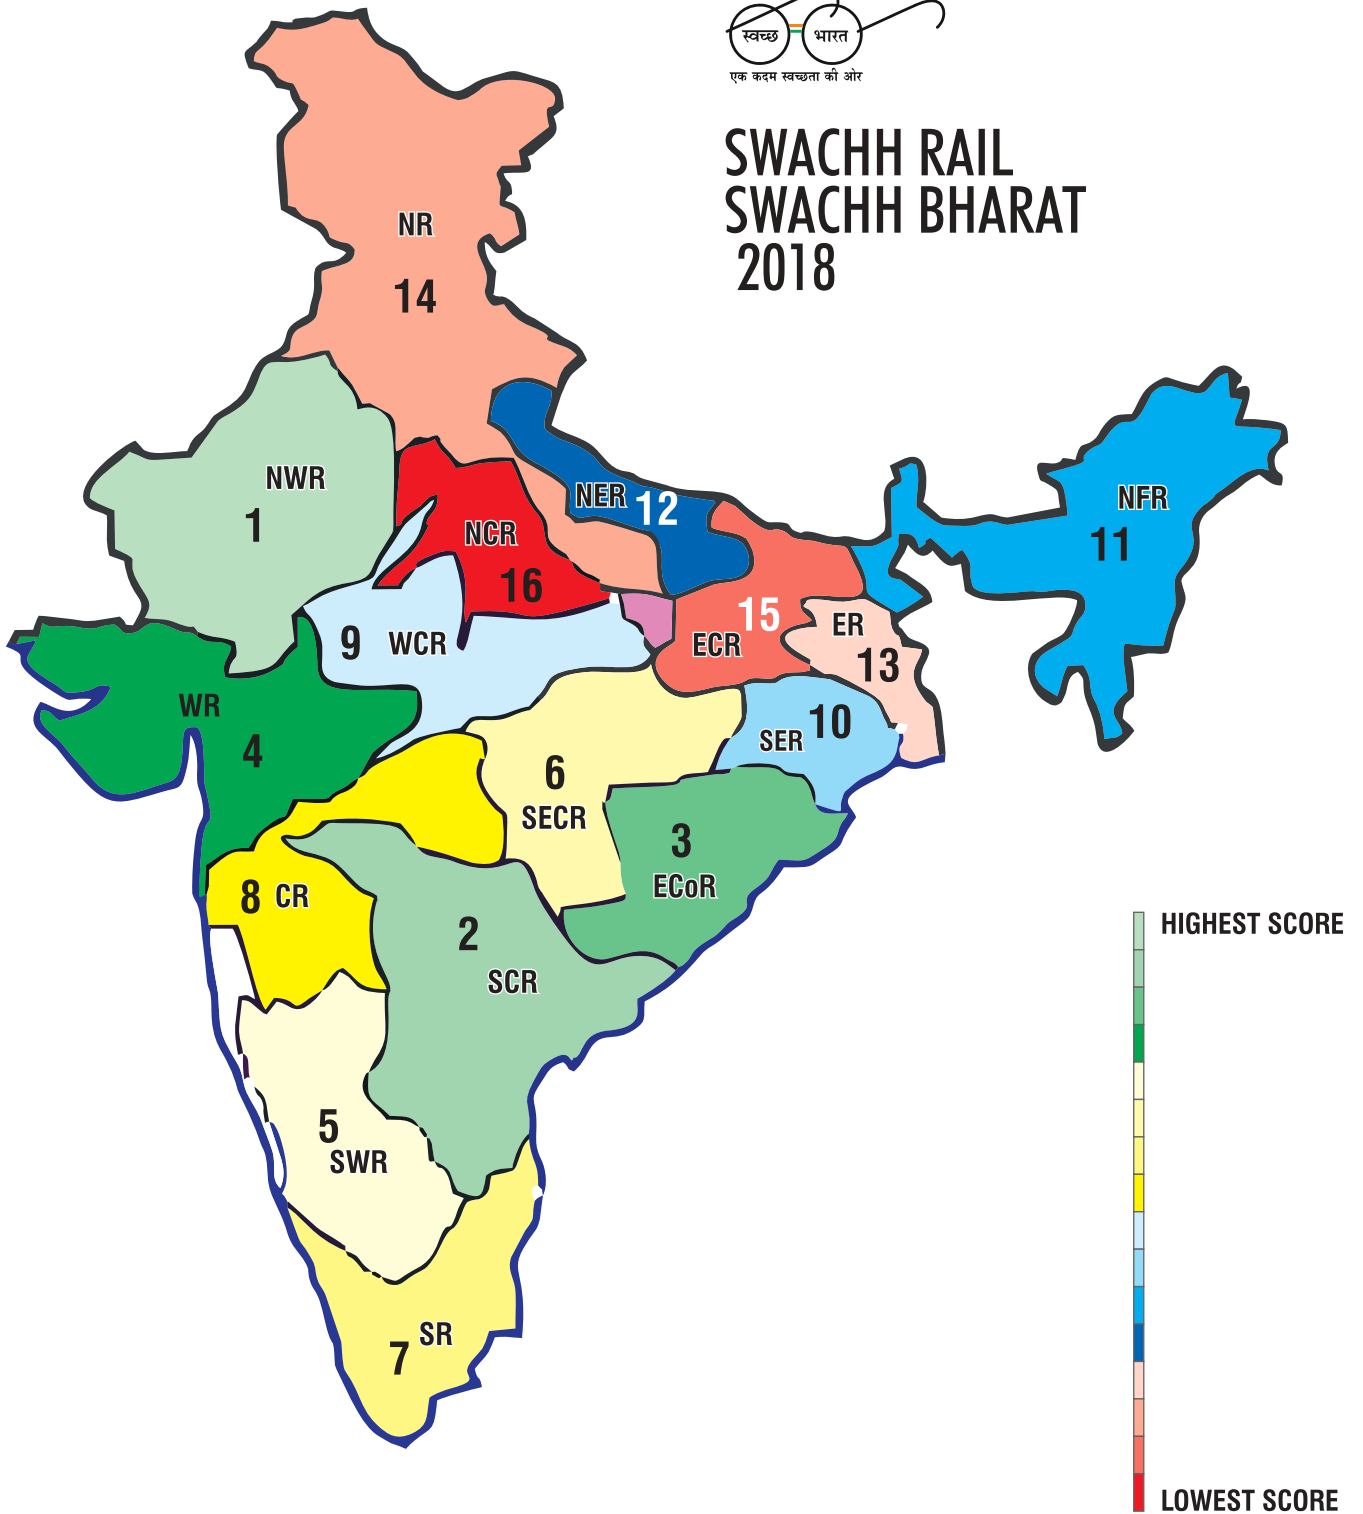 स्वच्छ भारत
एक कदम स्वच्छता की ओर
SWACHH RAIL
SWACHH BHARAT
2018
NR
14
NWR
1
NER 12
NCR
16
NFR
11
9 WCR
15
ECR
ER
13
WR
4
10
SER
6
SECR
3
ECoR
8 CR
2
SCR
HIGHEST SCORE
5
SWR
SR
7
LOWEST SCORE